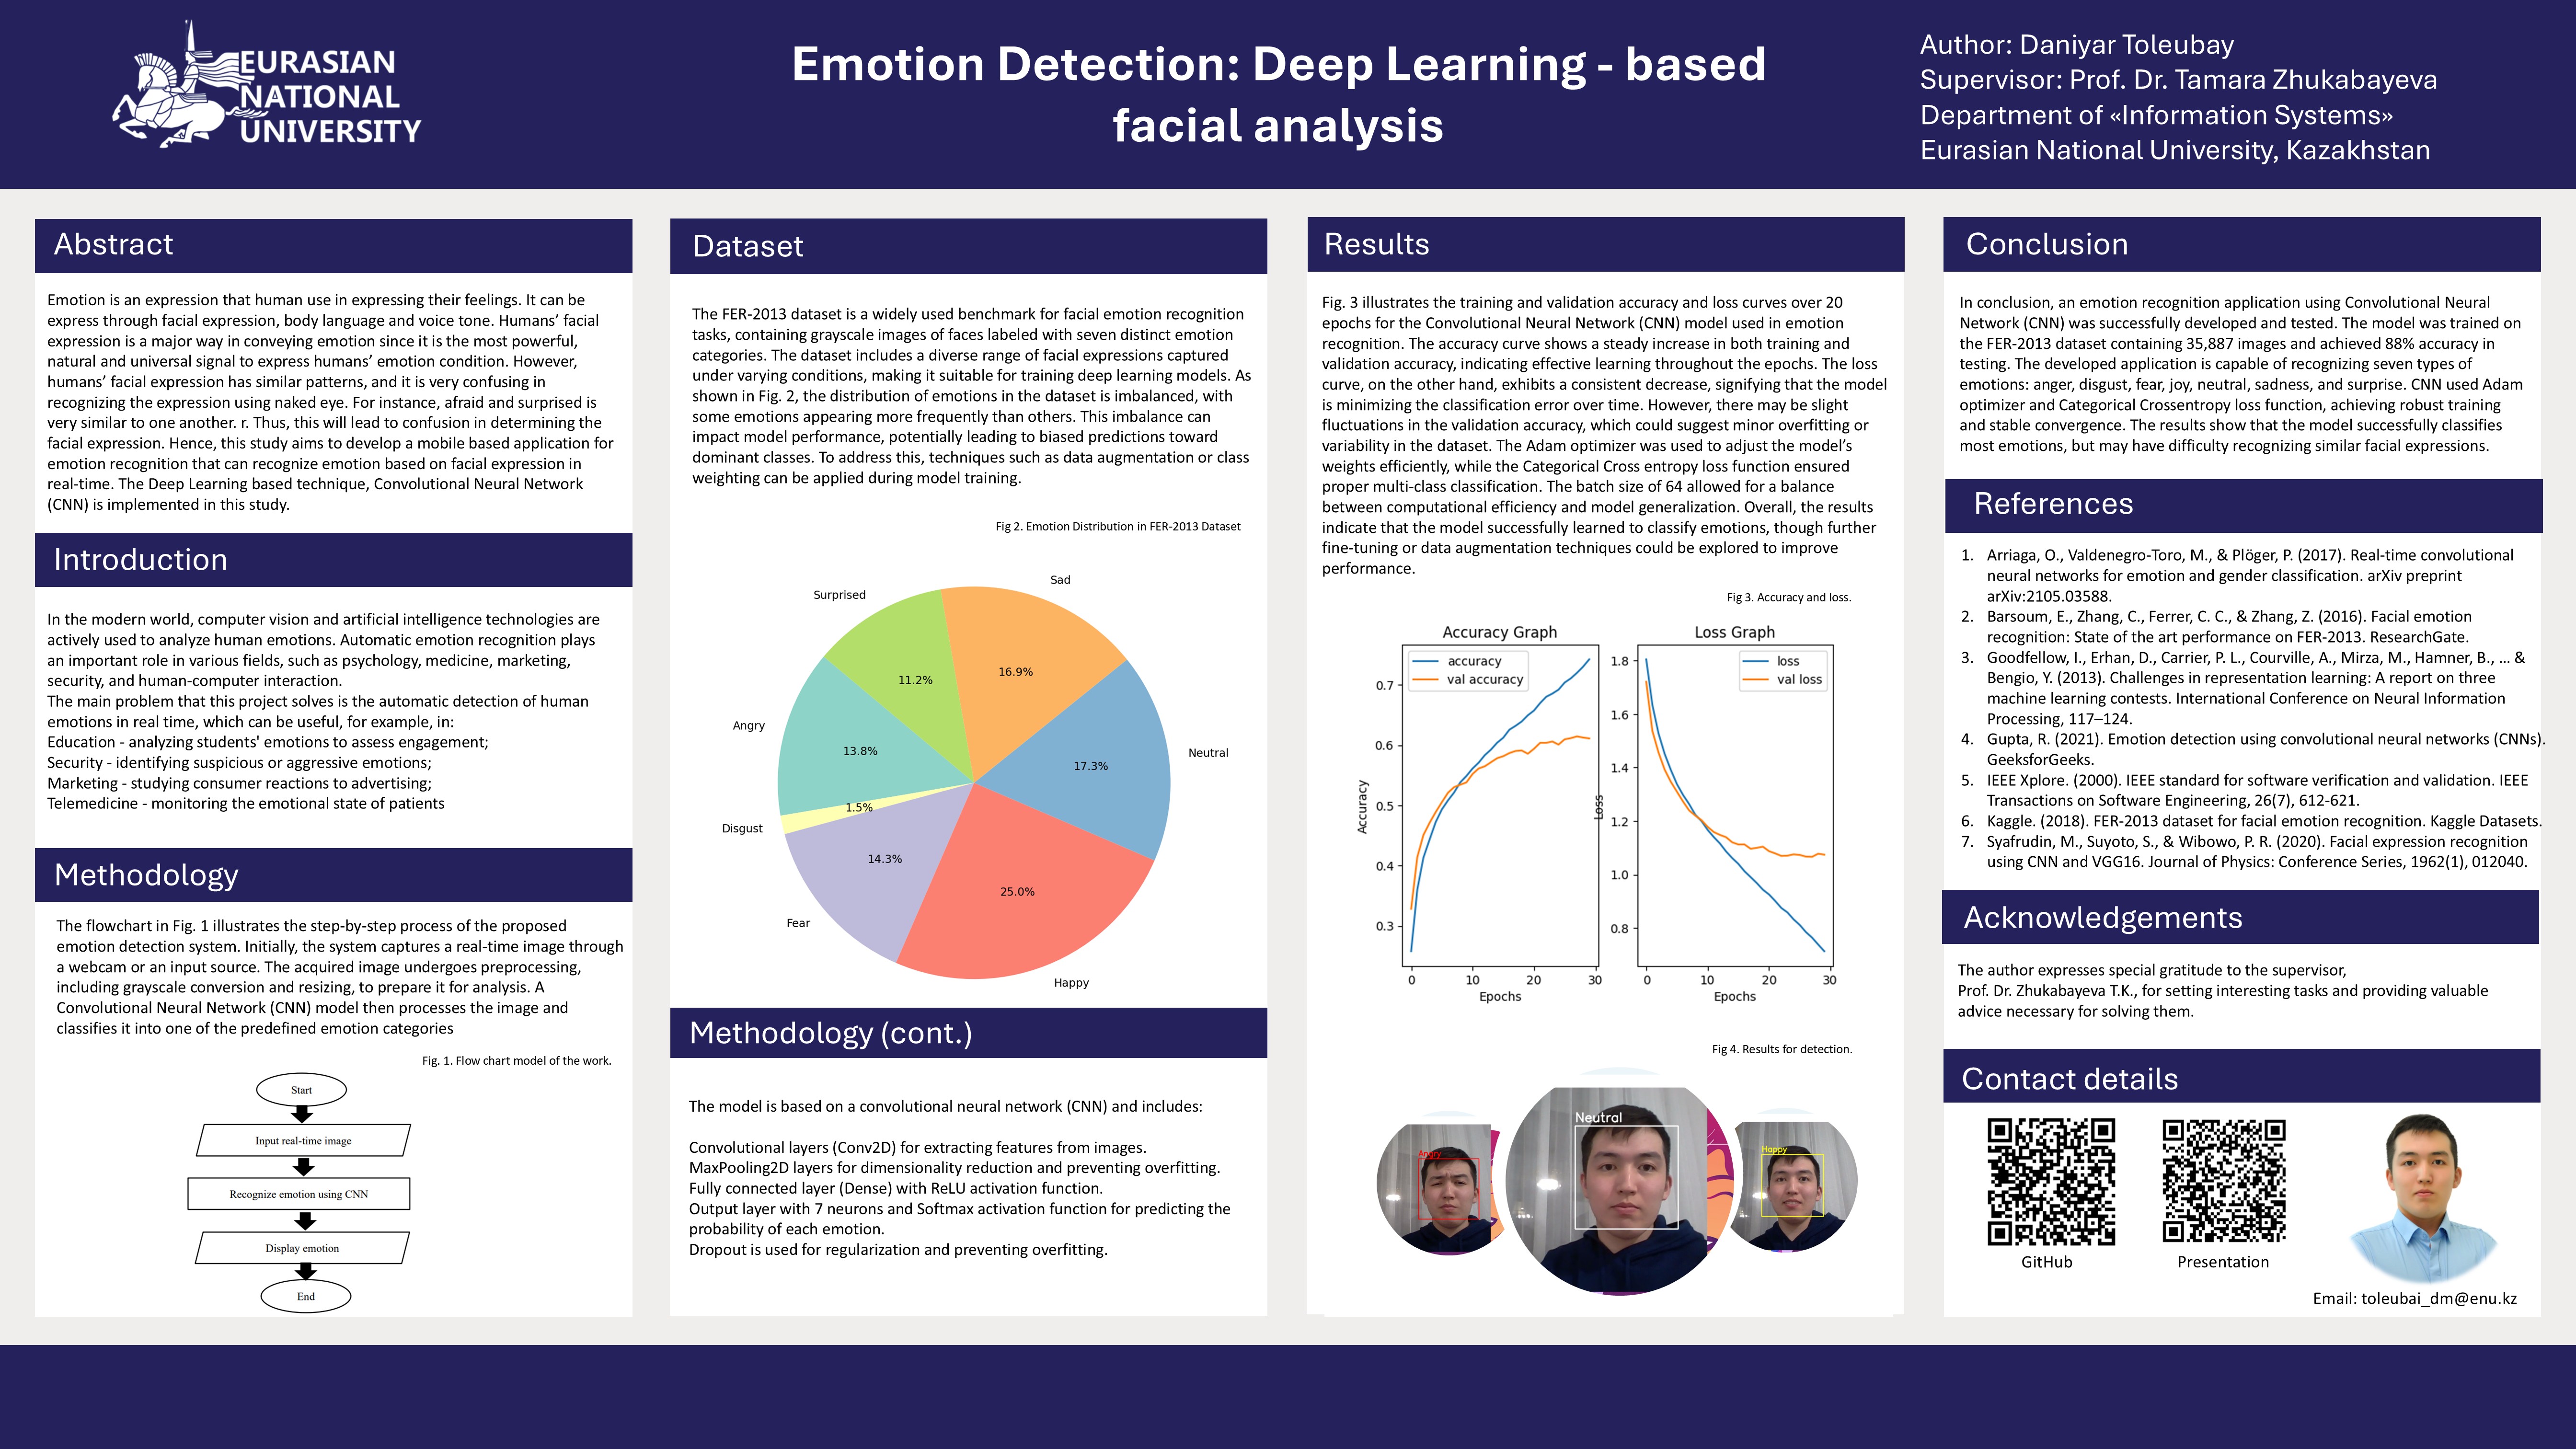 EURASIAN
NATIONAL
UNIVERSITY
Emotion Detection: Deep Learning - based
facial analysis
Author: Daniyar Toleubay
Supervisor: Prof. Dr. Tamara Zhukabayeva
Department of «Information Systems»
Eurasian National University, Kazakhstan
Abstract
Emotion is an expression that human use in expressing their feelings. It can be
express through facial expression, body language and voice tone. Humans’ facial
expression is a major way in conveying emotion since it is the most powerful,
natural and universal signal to express humans’ emotion condition. However,
humans’ facial expression has similar patterns, and it is very confusing in
recognizing the expression using naked eye. For instance, afraid and surprised is
very similar to one another. r. Thus, this will lead to confusion in determining the
facial expression. Hence, this study aims to develop a mobile based application for
emotion recognition that can recognize emotion based on facial expression in
real-time. The Deep Learning based technique, Convolutional Neural Network
(CNN) is implemented in this study.
Introduction
In the modern world, computer vision and artificial intelligence technologies are
actively used to analyze human emotions. Automatic emotion recognition plays
an important role in various fields, such as psychology, medicine, marketing,
security, and human-computer interaction.
The main problem that this project solves is the automatic detection of human
emotions in real time, which can be useful, for example, in:
Education - analyzing students' emotions to assess engagement;
Security - identifying suspicious or aggressive emotions;
Marketing - studying consumer reactions to advertising;
Telemedicine - monitoring the emotional state of patients
Methodology
The flowchart in Fig. 1 illustrates the step-by-step process of the proposed
emotion detection system. Initially, the system captures a real-time image through
a webcam or an input source. The acquired image undergoes preprocessing,
including grayscale conversion and resizing, to prepare it for analysis. A
Convolutional Neural Network (CNN) model then processes the image and
classifies it into one of the predefined emotion categories
Fig. 1. Flow chart model of the work.
Start
Input real-time image
Recognize emotion using CNN
Display emotion
End
Dataset
The FER-2013 dataset is a widely used benchmark for facial emotion recognition
tasks, containing grayscale images of faces labeled with seven distinct emotion
categories. The dataset includes a diverse range of facial expressions captured
under varying conditions, making it suitable for training deep learning models. As
shown in Fig. 2, the distribution of emotions in the dataset is imbalanced, with
some emotions appearing more frequently than others. This imbalance can
impact model performance, potentially leading to biased predictions toward
dominant classes. To address this, techniques such as data augmentation or class
weighting can be applied during model training.
Fig 2. Emotion Distribution in FER-2013 Dataset
Sad
Surprised
16.9%
11.2%
Angry
13.8%
Neutral
17.3%
1.5%
Disgust
14.3%
25.0%
Fear
Happy
Methodology (cont.)
The model is based on a convolutional neural network (CNN) and includes:
Convolutional layers (Conv2D) for extracting features from images.
MaxPooling2D layers for dimensionality reduction and preventing overfitting.
Fully connected layer (Dense) with ReLU activation function.
Output layer with 7 neurons and Softmax activation function for predicting the
probability of each emotion.
Dropout is used for regularization and preventing overfitting.
Results
Fig. 3 illustrates the training and validation accuracy and loss curves over 20
epochs for the Convolutional Neural Network (CNN) model used in emotion
recognition. The accuracy curve shows a steady increase in both training and
validation accuracy, indicating effective learning throughout the epochs. The loss
curve, on the other hand, exhibits a consistent decrease, signifying that the model
is minimizing the classification error over time. However, there may be slight
fluctuations in the validation accuracy, which could suggest minor overfitting or
variability in the dataset. The Adam optimizer was used to adjust the model’s
weights efficiently, while the Categorical Cross entropy loss function ensured
proper multi-class classification. The batch size of 64 allowed for a balance
between computational efficiency and model generalization. Overall, the results
indicate that the model successfully learned to classify emotions, though further
fine-tuning or data augmentation techniques could be explored to improve
performance.
Fig 3. Accuracy and loss.
Accuracy Graph
accuracy
val accuracy
0.7
0.6
0.5
0.4
0.3
Accuracy
0 10 20 30
Epochs
Loss Graph
loss
val loss
1.8
1.6
1.4
1.2
1.0
0.8
Loss
0 10 20 30
Epochs
Fig 4. Results for detection.
Angry
Neutral
Happy
Conclusion
In conclusion, an emotion recognition application using Convolutional Neural
Network (CNN) was successfully developed and tested. The model was trained on
the FER-2013 dataset containing 35,887 images and achieved 88% accuracy in
testing. The developed application is capable of recognizing seven types of
emotions: anger, disgust, fear, joy, neutral, sadness, and surprise. CNN used Adam
optimizer and Categorical Crossentropy loss function, achieving robust training
and stable convergence. The results show that the model successfully classifies
most emotions, but may have difficulty recognizing similar facial expressions.
References
1. Arriaga, O., Valdenegro-Toro, M., & Plöger, P. (2017). Real-time convolutional
neural networks for emotion and gender classification. arXiv preprint
arXiv:2105.03588.
2. Barsoum, E., Zhang, C., Ferrer, C. C., & Zhang, Z. (2016). Facial emotion
recognition: State of the art performance on FER-2013. ResearchGate.
3. Goodfellow, I., Erhan, D., Carrier, P. L., Courville, A., Mirza, M., Hamner, B., ... &
Bengio, Y. (2013). Challenges in representation learning: A report on three
machine learning contests. International Conference on Neural Information
Processing, 117–124.
4. Gupta, R. (2021). Emotion detection using convolutional neural networks (CNNs).
GeeksforGeeks.
5. IEEE Xplore. (2000). IEEE standard for software verification and validation. IEEE
Transactions on Software Engineering, 26(7), 612-621.
6. Kaggle. (2018). FER-2013 dataset for facial emotion recognition. Kaggle Datasets.
7. Syafrudin, M., Suyoto, S., & Wibowo, P. R. (2020). Facial expression recognition
using CNN and VGG16. Journal of Physics: Conference Series, 1962(1), 012040.
Acknowledgements
The author expresses special gratitude to the supervisor,
Prof. Dr. Zhukabayeva T.K., for setting interesting tasks and providing valuable
advice necessary for solving them.
Contact details
GitHub
Presentation
Email: toleubai_dm@enu.kz